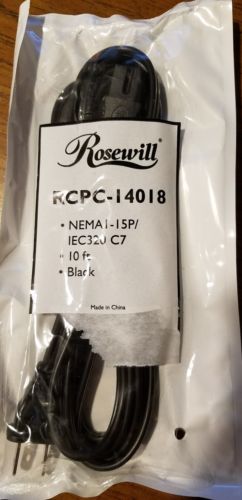 Rosewill
RCPC-14018
• NEMA1-15P/
IEC320 C7
• 10 ft
• Black
Made in China